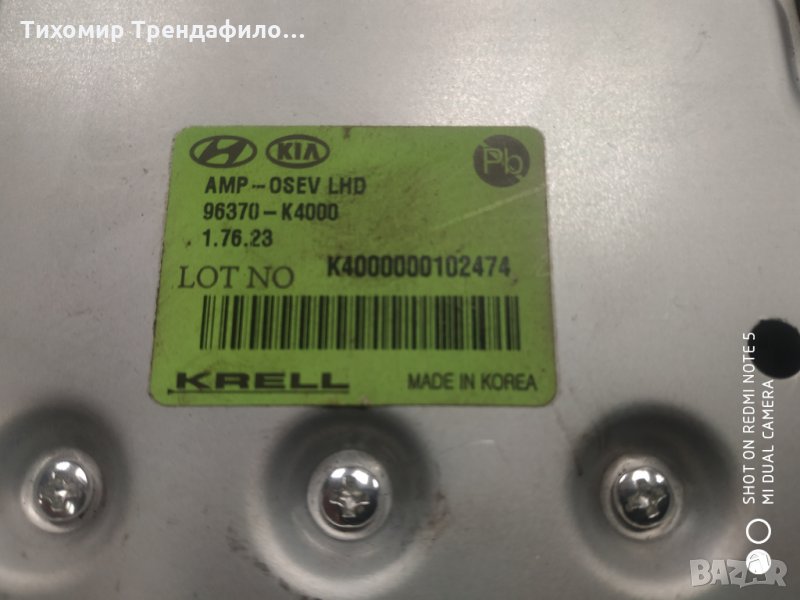 Тихомир Трендафило...
KIA
Pb
AMP-OSEV LHD
96370-K4000
1.76.23
LOT NO K4000000102474
KRELL MADE IN KOREA
SHOT ON REDMI NOTE 5
MI DUAL CAMERA
BAZAR